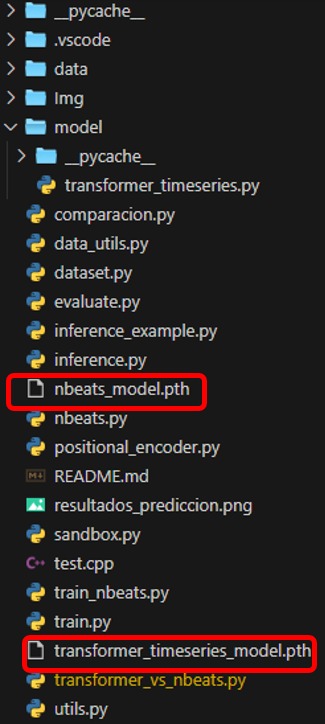 __pycache__
.vscode
data
Img
model
__pycache__
transformer_timeseries.py
comparacion.py
data_utils.py
dataset.py
evaluate.py
inference_example.py
inference.py
nbeats_model.pth
nbeats.py
positional_encoder.py
README.md
resultados_prediccion.png
sandbox.py
test.cpp
train_nbeats.py
train.py
transformer_timeseries_model.pth
transformer_vs_nbeats.py
utils.py